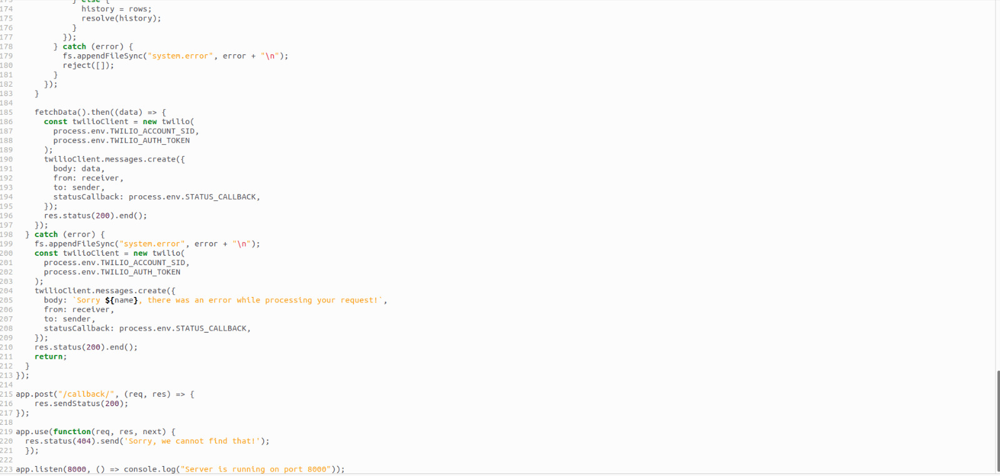 173             } else {
174               history = rows;
175               resolve(history);
176             }
177           });
178         } catch (error) {
179           fs.appendFileSync("system.error", error + "\n");
180           reject([]);
181         }
182       });
183     }
184
185     fetchData().then((data) => {
186       const twilioClient = new twilio(
187         process.env.TWILIO_ACCOUNT_SID,
188         process.env.TWILIO_AUTH_TOKEN
189       );
190       twilioClient.messages.create({
191         body: data,
192         from: receiver,
193         to: sender,
194         statusCallback: process.env.STATUS_CALLBACK,
195       });
196       res.status(200).end();
197     });
198   } catch (error) {
199     fs.appendFileSync("system.error", error + "\n");
200     const twilioClient = new twilio(
201       process.env.TWILIO_ACCOUNT_SID,
202       process.env.TWILIO_AUTH_TOKEN
203     );
204     twilioClient.messages.create({
205       body: `Sorry ${name}, there was an error while processing your request!`,
206       from: receiver,
207       to: sender,
208       statusCallback: process.env.STATUS_CALLBACK,
209     });
210     res.status(200).end();
211     return;
212   }
213 });
214
215 app.post("/callback/", (req, res) => {
216     res.sendStatus(200);
217 });
218
219 app.use(function(req, res, next) {
220   res.status(404).send('Sorry, we cannot find that!');
221   });
222
223 app.listen(8000, () => console.log("Server is running on port 8000"));